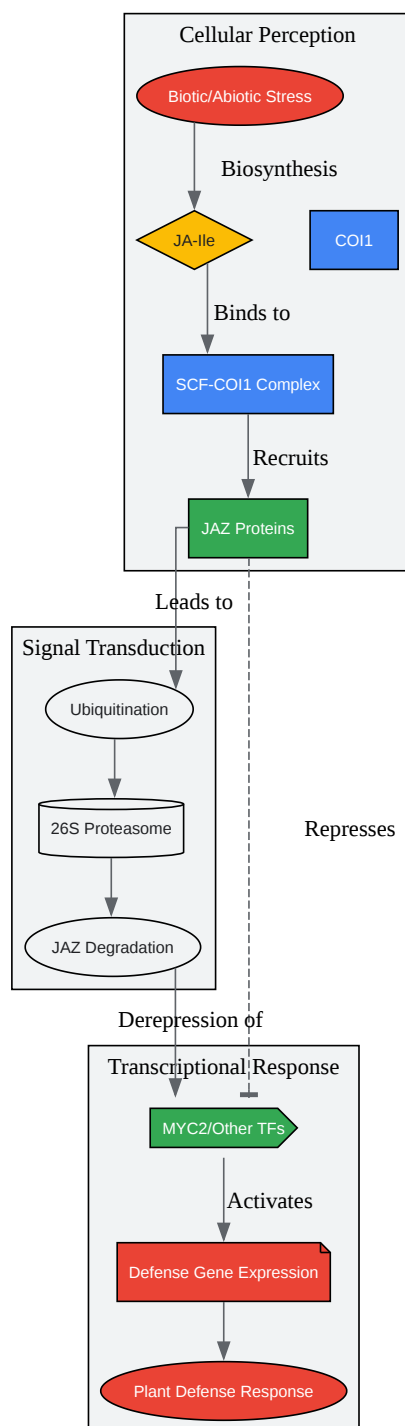 Cellular Perception
Biotic/Abiotic Stress
Biosynthesis
JA-Ile
COI1
Binds to
SCF-COI1 Complex
Recruits
JAZ Proteins
Leads to
Signal Transduction
Ubiquitination
26S Proteasome
Represses
JAZ Degradation
Derepression of
Transcriptional Response
MYC2/Other TFs
Activates
Defense Gene Expression
Plant Defense Response